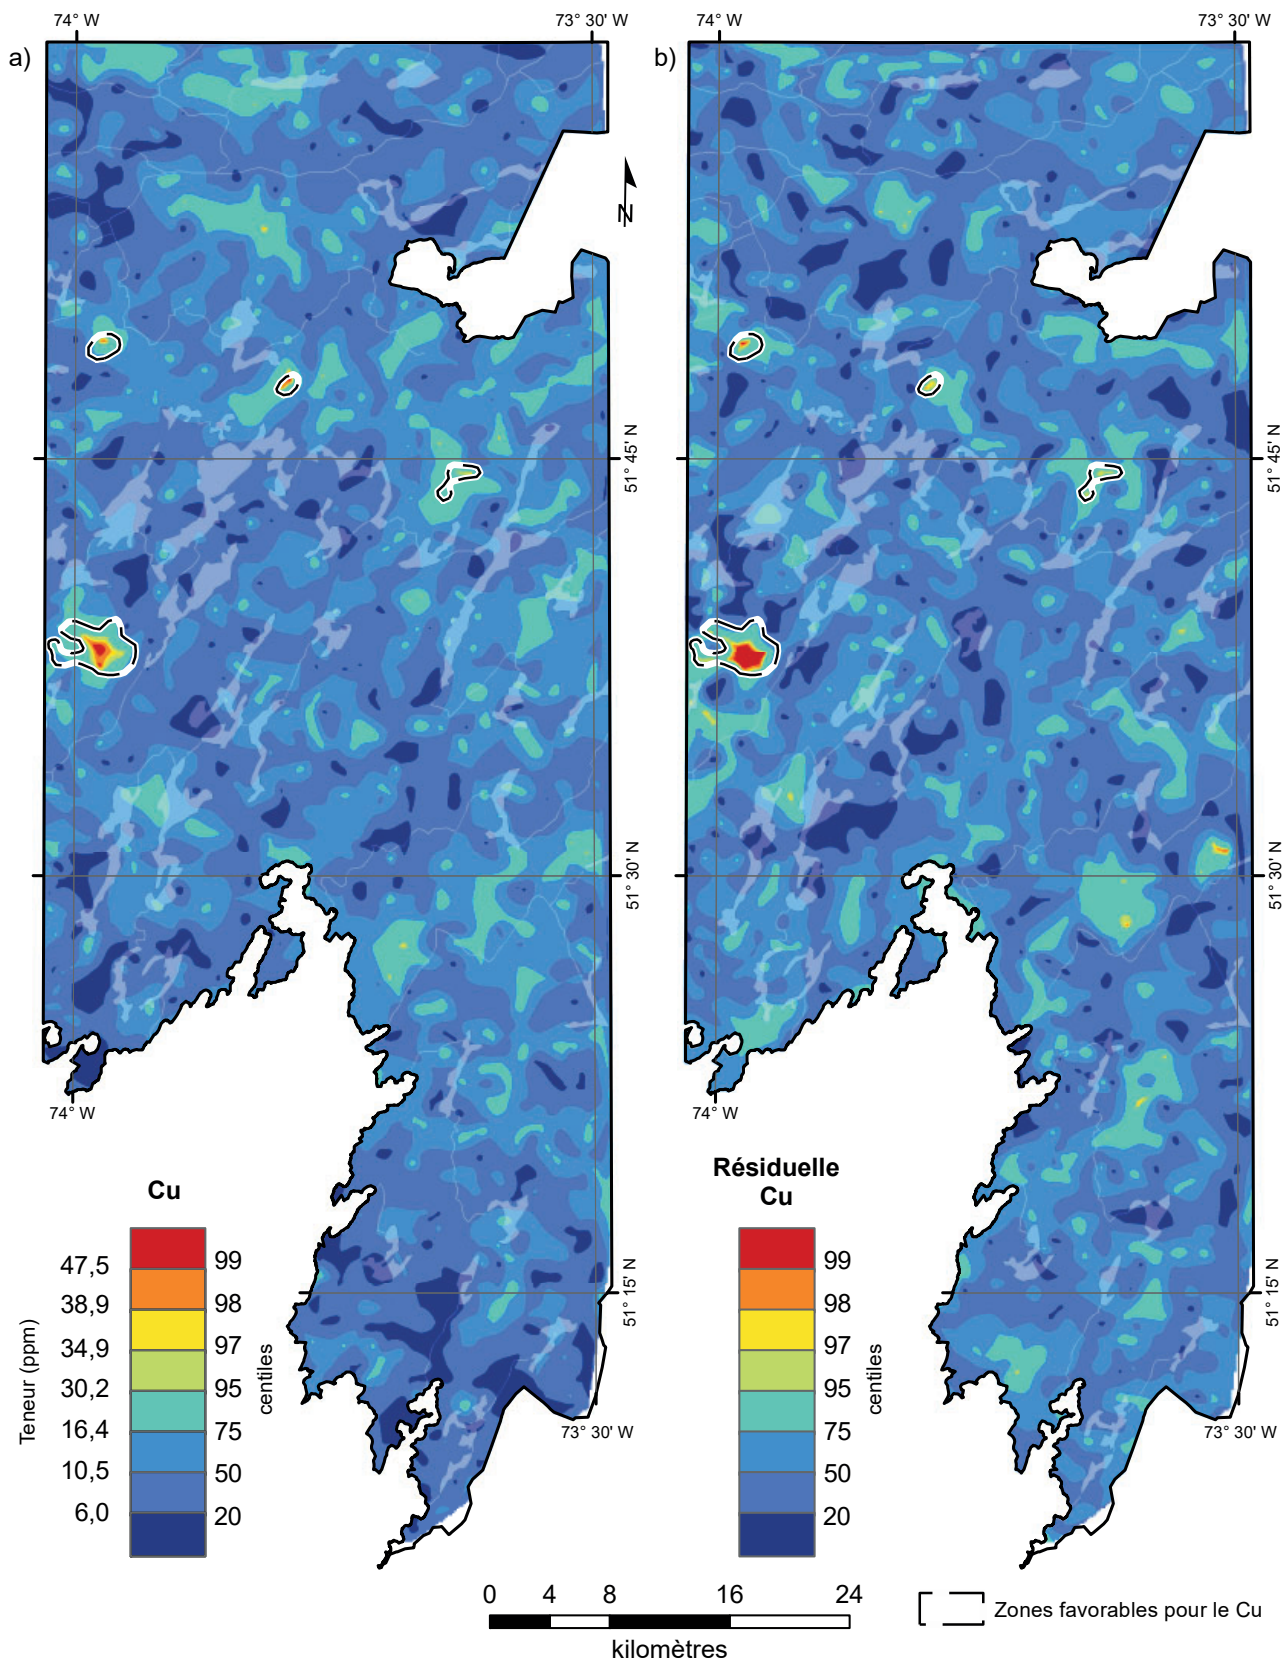 74° W
73° 30' W
74° W
73° 30' W
a)
b)
N
51° 45' N
51° 45' N
51° 30' N
51° 30' N
74° W
74° W
51° 15' N
51° 15' N
73° 30' W
73° 30' W
Cu
Teneur (ppm)
47,5
38,9
34,9
30,2
16,4
10,5
6,0
99
98
97
95
75
50
20
centiles
Résiduelle
Cu
99
98
97
95
75
50
20
centiles
0 4 8 16 24
kilomètres
Zones favorables pour le Cu